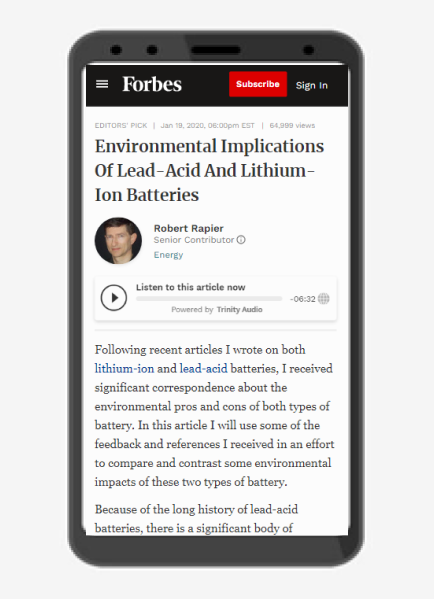 Forbes
Subscribe
Sign In
EDITORS' PICK | Jan 19, 2020, 06:00pm EST | 64,999 views
Environmental Implications
Of Lead-Acid And Lithium-
Ion Batteries
Robert Rapier
Senior Contributor
Energy
Listen to this article now
-06:32
Powered by Trinity Audio
Following recent articles I wrote on both
lithium-ion and lead-acid batteries, I received
significant correspondence about the
environmental pros and cons of both types of
battery. In this article I will use some of the
feedback and references I received in an effort
to compare and contrast some environmental
impacts of these two types of battery.
Because of the long history of lead-acid
batteries, there is a significant body of